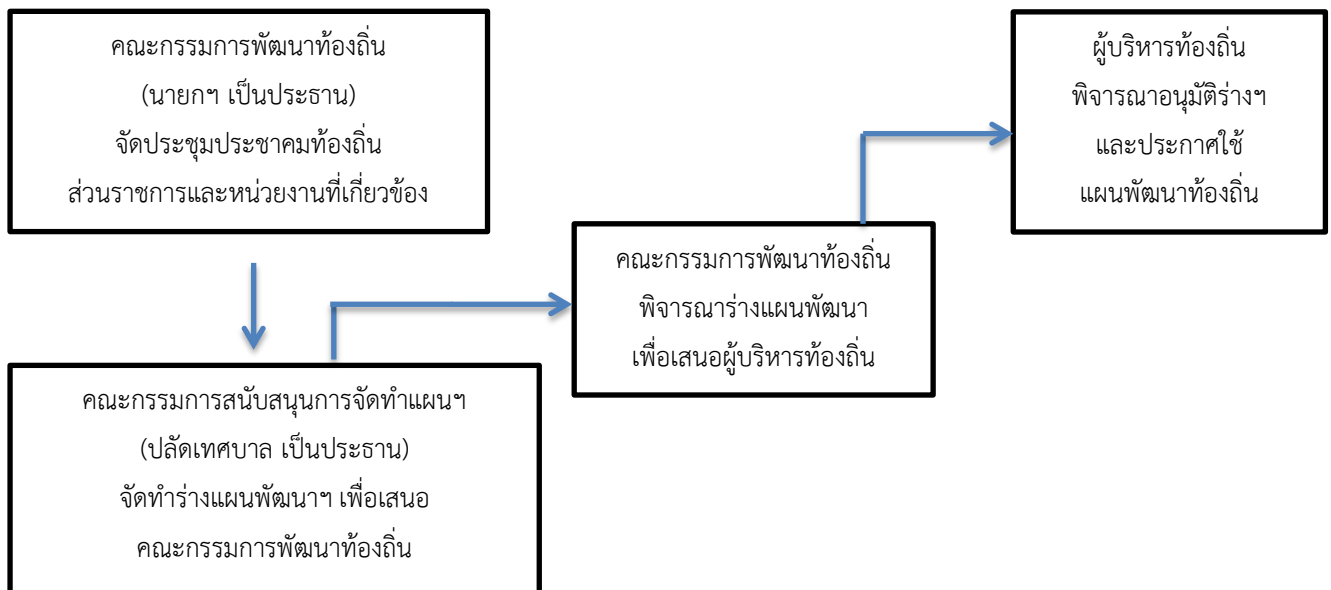 คณะกรรมการพัฒนาท้องถิ่น
(นายกฯ เป็นประธาน)
จัดประชุมประชาคมท้องถิ่น
ส่วนราชการและหน่วยงานที่เกี่ยวข้อง
คณะกรรมการสนับสนุนการจัดทำแผนฯ
(ปลัดเทศบาล เป็นประธาน)
จัดทำร่างแผนพัฒนาฯ เพื่อเสนอ
คณะกรรมการพัฒนาท้องถิ่น
คณะกรรมการพัฒนาท้องถิ่น
พิจารณาร่างแผนพัฒนา
เพื่อเสนอผู้บริหารท้องถิ่น
ผู้บริหารท้องถิ่น
พิจารณาอนุมัติร่างฯ
และประกาศใช้
แผนพัฒนาท้องถิ่น